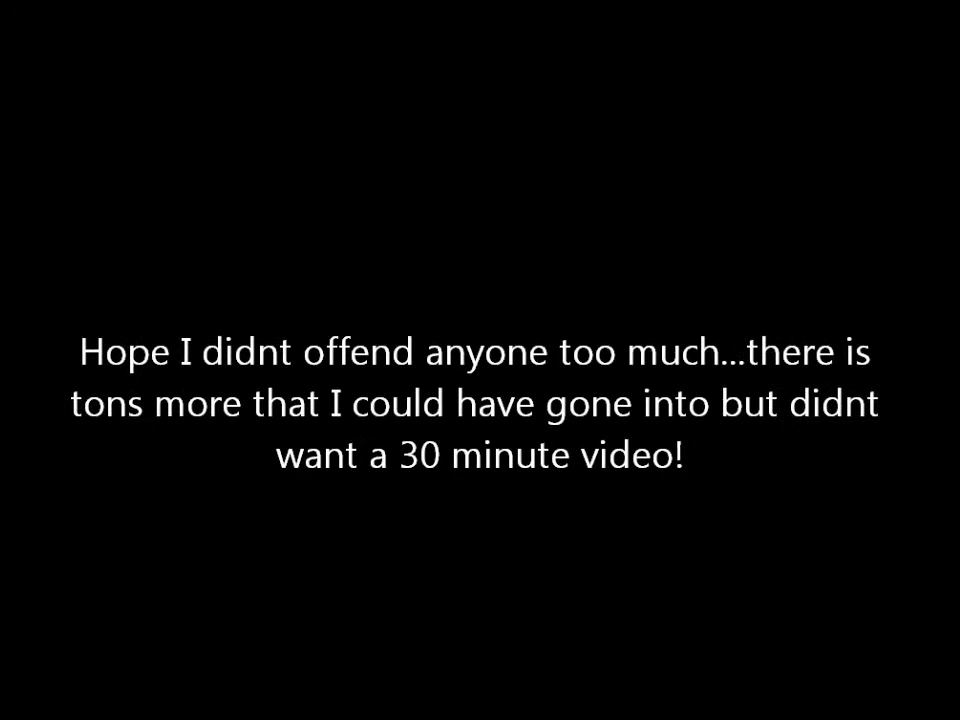 Hope I didnt offend anyone too much...there is
tons more that I could have gone into but didnt
want a 30 minute video!